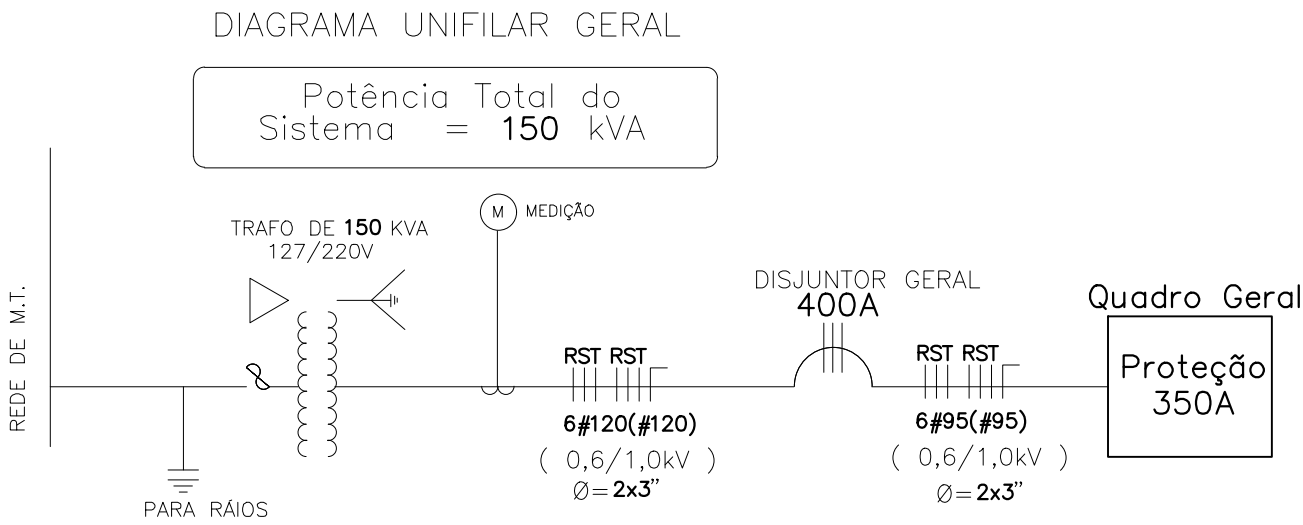 DIAGRAMA UNIFILAR GERAL
Potência Total do
Sistema = 150 kVA
REDE DE M.T.
TRAFO DE 150 KVA
127/220V
M MEDIÇÃO
DISJUNTOR GERAL
400A
Quadro Geral
Proteção
350A
RST RST
6#120(#120)
( 0,6/1,0kV )
Ø=2x3”
RST RST
6#95(#95)
( 0,6/1,0kV )
Ø=2x3”
PARA RÁIOS